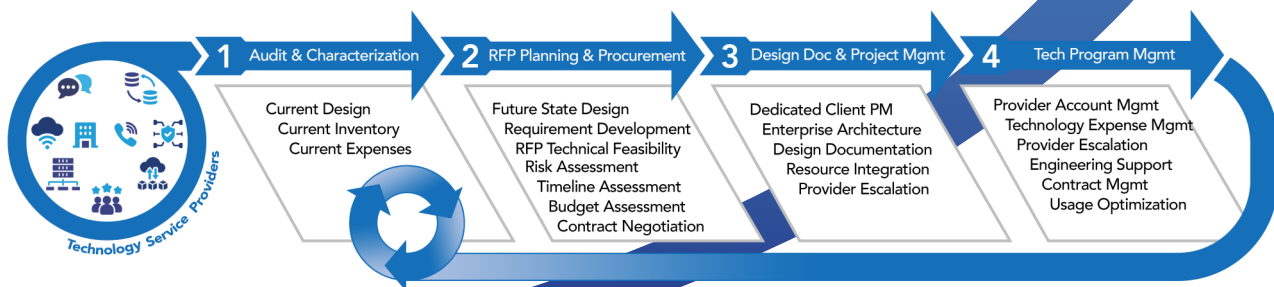 Technology Service Providers
1 Audit & Characterization
Current Design
Current Inventory
Current Expenses
2 RFP Planning & Procurement
Future State Design
Requirement Development
RFP Technical Feasibility
Risk Assessment
Timeline Assessment
Budget Assessment
Contract Negotiation
3 Design Doc & Project Mgmt
Dedicated Client PM
Enterprise Architecture
Design Documentation
Resource Integration
Provider Escalation
4 Tech Program Mgmt
Provider Account Mgmt
Technology Expense Mgmt
Provider Escalation
Engineering Support
Contract Mgmt
Usage Optimization